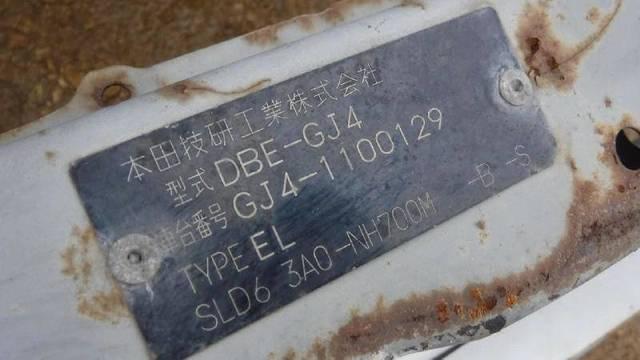 本田技研工業株式会社
型式 DBE-GJ4
車台番号 GJ4-1100129
TYPE EL
SLD6 3A0-NH700M -B -S